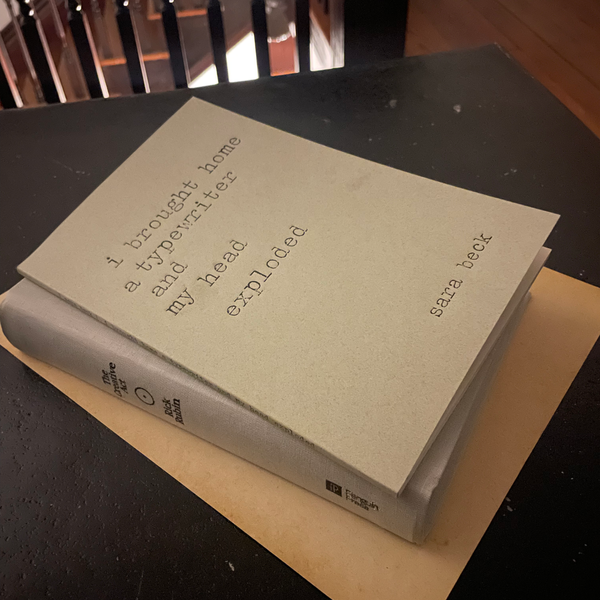 i brought home
a typewriter
and
my head
exploded
sara beck
The
Creative
Act
Rick
Rubin